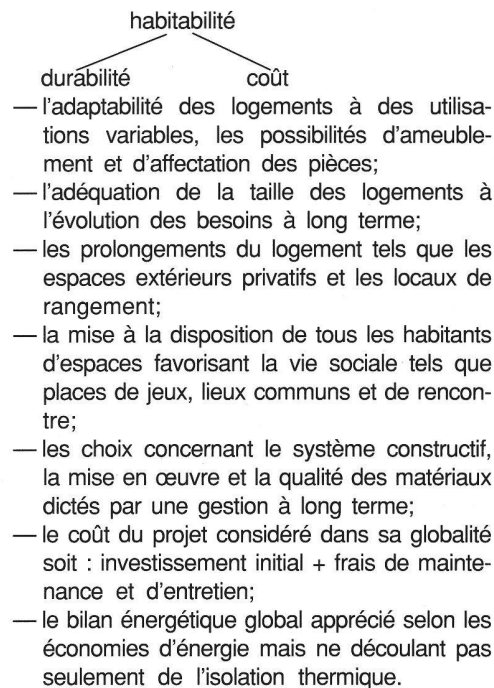 habitabilité
durabilité coût
— l'adaptabilité des logements à des utilisa-
tions variables, les possibilités d'ameuble-
ment et d'affectation des pièces;
— l'adéquation de la taille des logements à
l'évolution des besoins à long terme;
— les prolongements du logement tels que les
espaces extérieurs privatifs et les locaux de
rangement;
— la mise à la disposition de tous les habitants
d'espaces favorisant la vie sociale tels que
places de jeux, lieux communs et de rencon-
tre;
— les choix concernant le système constructif,
la mise en œuvre et la qualité des matériaux
dictés par une gestion à long terme;
— le coût du projet considéré dans sa globalité
soit : investissement initial + frais de mainte-
nance et d'entretien;
— le bilan énergétique global apprécié selon les
économies d'énergie mais ne découlant pas
seulement de l'isolation thermique.